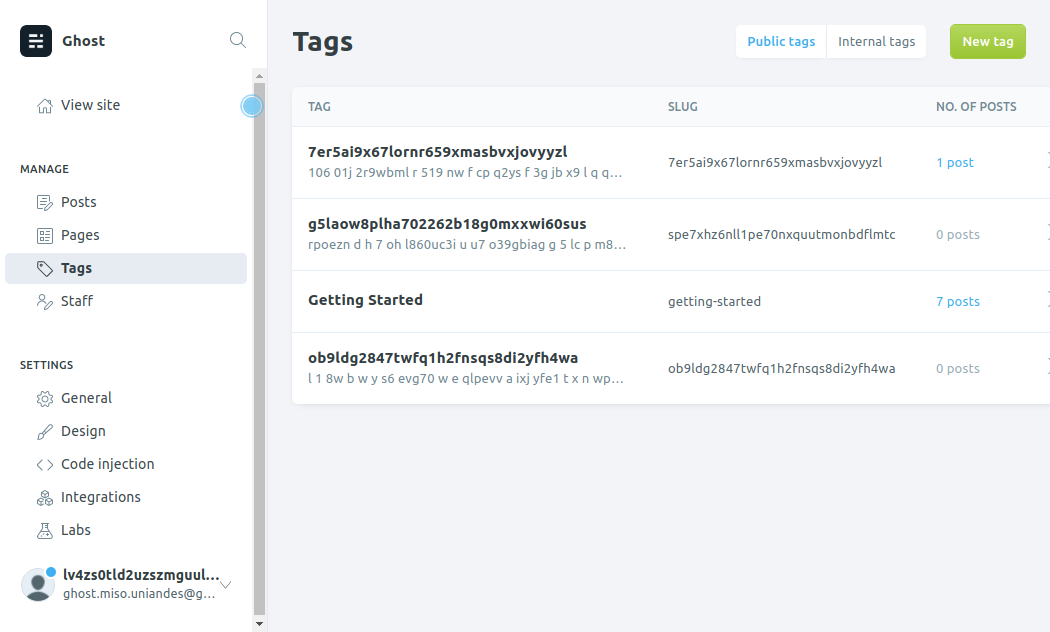 Ghost
View site
MANAGE
Posts
Pages
Tags
Staff
SETTINGS
General
Design
Code injection
Integrations
Labs
lv4zs0tld2uzszmguul...
ghost.miso.uniandes@g...
Tags
Public tags
Internal tags
New tag
TAG SLUG NO. OF POSTS
7er5ai9x67lornr659xmasbvxjovyyzl
106 01j 2r9wbml r 519 nw f cp q2ys f 3g jb x9 l q q...
7er5ai9x67lornr659xmasbvxjovyyzl
1 post
g5laow8plha702262b18g0mxxwi60sus
rpoezn d h 7 oh l860uc3i u u7 o39gbiag g 5 lc p m8...
spe7xhz6nll1pe70nxquutmonbdflmtc
0 posts
Getting Started
getting-started
7 posts
ob9ldg2847twfq1h2fnsqs8di2yfh4wa
l 1 8w b w y s6 evg70 w e qlpevv a ixj yfe1 t x n wp...
ob9ldg2847twfq1h2fnsqs8di2yfh4wa
0 posts